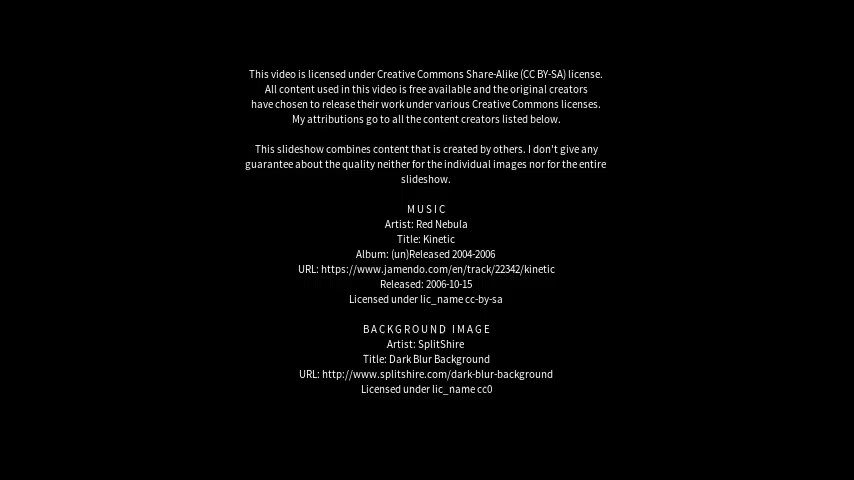 This video is licensed under Creative Commons Share-Alike (CC BY-SA) license.
All content used in this video is free available and the original creators
have chosen to release their work under various Creative Commons licenses.
My attributions go to all the content creators listed below.
This slideshow combines content that is created by others. I don't give any
guarantee about the quality neither for the individual images nor for the entire
slideshow.
MUSIC
Artist: Red Nebula
Title: Kinetic
Album: (un)Released 2004-2006
URL: https://www.jamendo.com/en/track/22342/kinetic
Released: 2006-10-15
Licensed under lic_name cc-by-sa
BACKGROUND IMAGE
Artist: SplitShire
Title: Dark Blur Background
URL: http://www.splitshire.com/dark-blur-background
Licensed under lic_name cc0